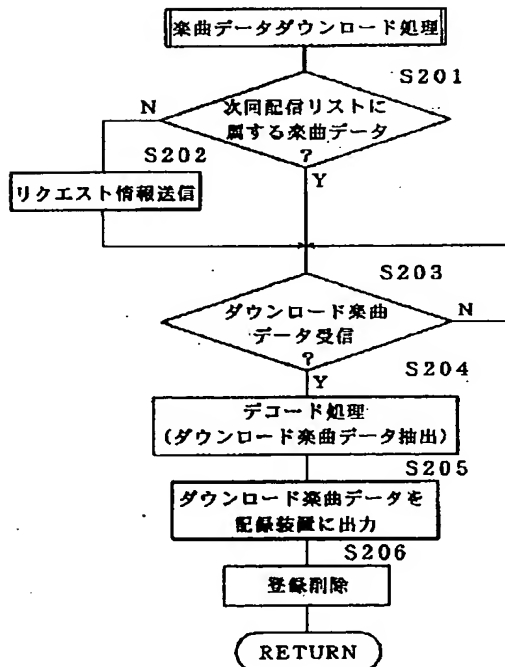 楽曲データダウンロード処理
S201
次回配信リストに
属する楽曲データ
?
N
Y
S202
リクエスト情報送信
S203
ダウンロード楽曲
データ受信
?
N
Y
S204
デコード処理
(ダウンロード楽曲データ抽出)
S205
ダウンロード楽曲データを
記録装置に出力
S206
登録削除
RETURN